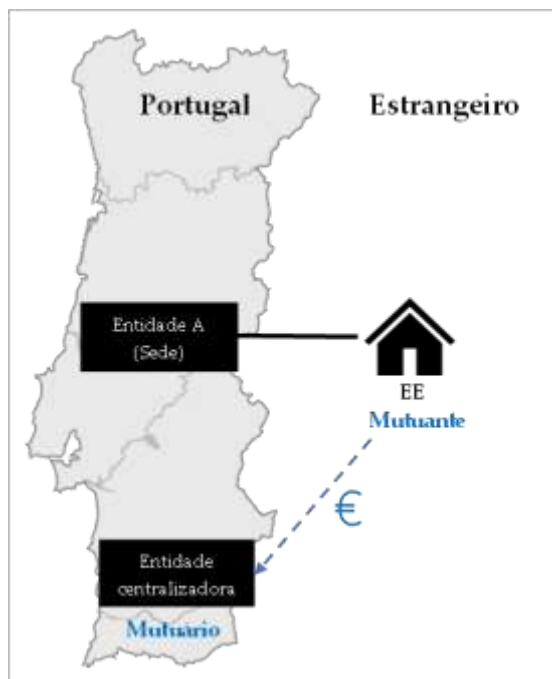 Portugal
Estrangeiro
Entidade A
(Sede)
EE
Mutuante
€
Entidade
centralizadora
Mutuário